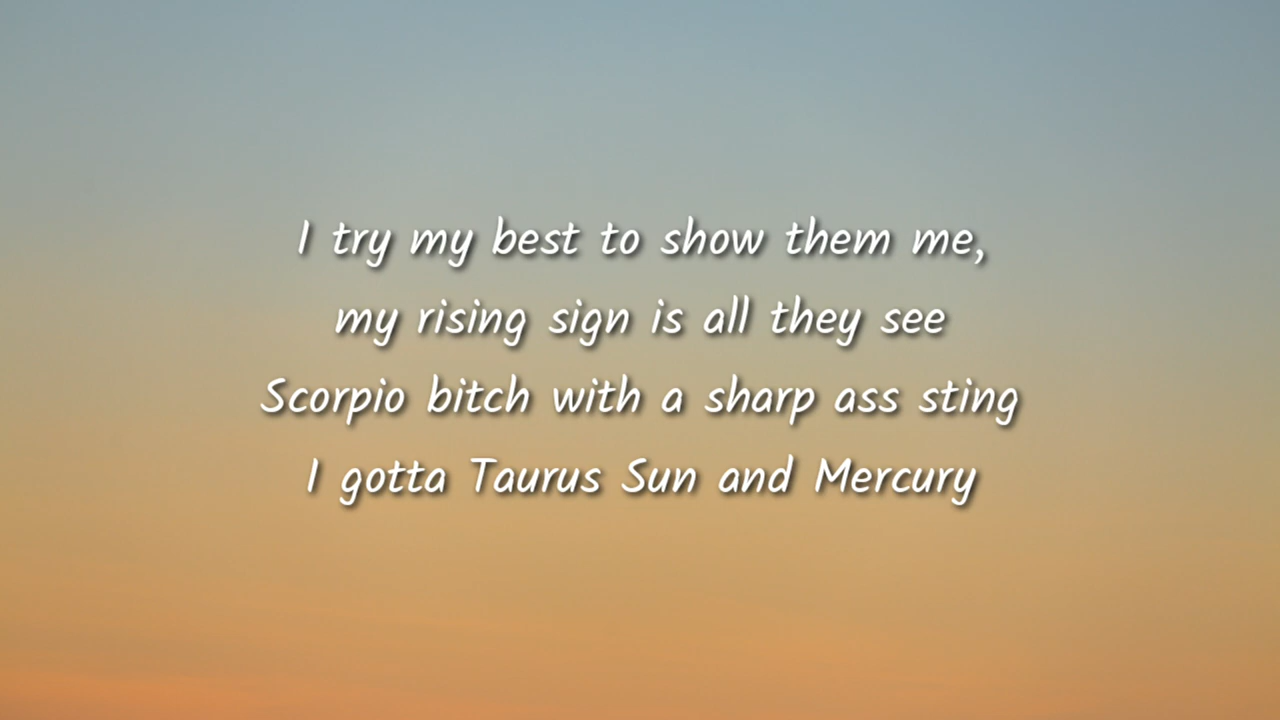 I try my best to show them me,
my rising sign is all they see
Scorpio bitch with a sharp ass sting
I gotta Taurus Sun and Mercury